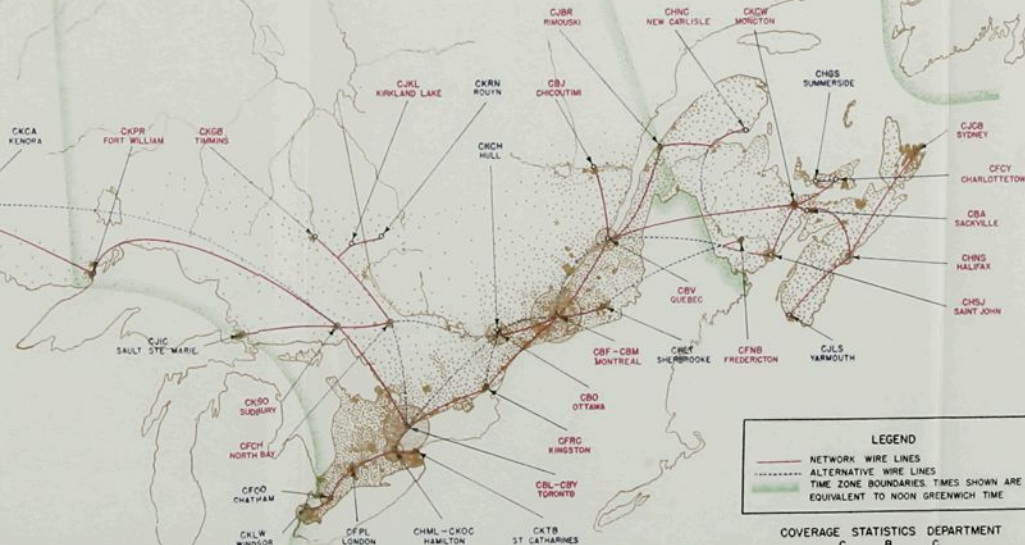 CJBR
RIMOUSKI
CHNC
NEW CARLISLE
CKCW
MONCTON
CJKL
KIRKLAND LAKE
CKRN
ROUYN
CBJ
CHICOUTIMI
CHGS
SUMMERSIDE
CKCA
KENORA
CKPR
FORT WILLIAM
CKGB
TIMMINS
CKCH
HULL
CJCB
SYDNEY
CFCY
CHARLOTTETOW
CBA
SACKVILLE
CHNS
HALIFAX
CBV
QUEBEC
CHSJ
SAINT JOHN
CJIC
SAULT STE MARIE
CBF-CBM
MONTREAL
SHERBROOKE
CFNB
FREDERICTON
CJLS
YARMOUTH
CKSO
SUDBURY
CBO
OTTAWA
CFCH
NORTH BAY
CFRC
KINGSTON
CBL-CBY
TORONTO
CFCO
CHATHAM
CKLW
WINDSOR
CFPL
LONDON
CHML-CKOC
HAMILTON
CKTB
ST CATHARINES
LEGEND
NETWORK WIRE LINES
ALTERNATIVE WIRE LINES
TIME ZONE BOUNDARIES. TIMES SHOWN ARE
EQUIVALENT TO NOON GREENWICH TIME
COVERAGE STATISTICS DEPARTMENT
C B C